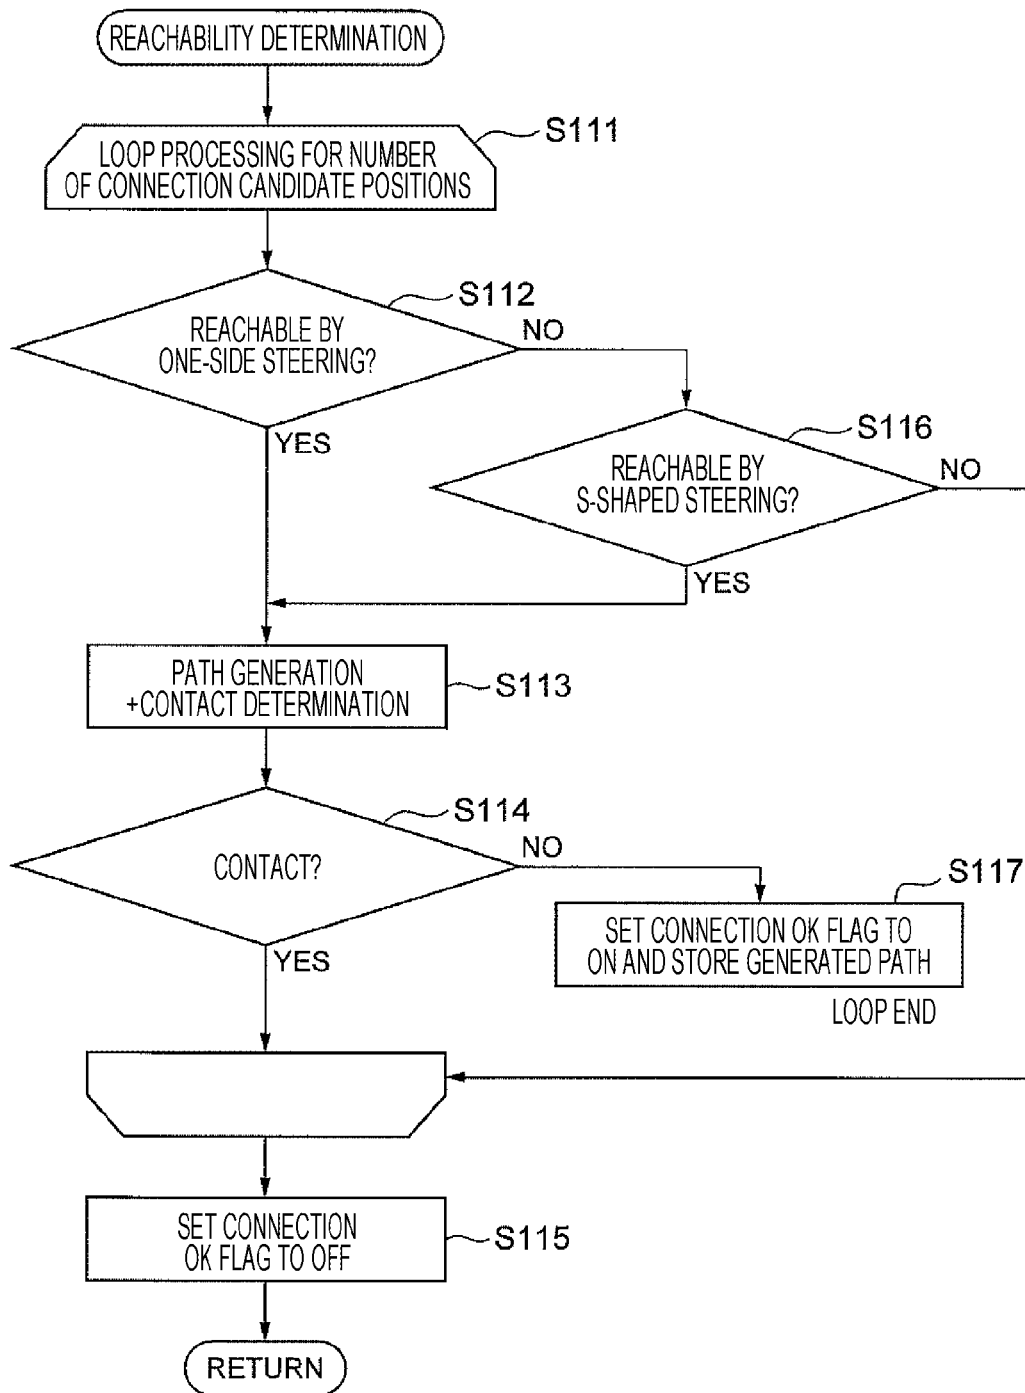 REACHABILITY DETERMINATION
S111
LOOP PROCESSING FOR NUMBER
OF CONNECTION CANDIDATE POSITIONS
S112
REACHABLE BY
ONE-SIDE STEERING?
NO
YES
S116
REACHABLE BY
S-SHAPED STEERING?
NO
YES
PATH GENERATION
+CONTACT DETERMINATION
S113
S114
CONTACT?
NO
YES
S117
SET CONNECTION OK FLAG TO
ON AND STORE GENERATED PATH
LOOP END
SET CONNECTION
OK FLAG TO OFF
S115
RETURN